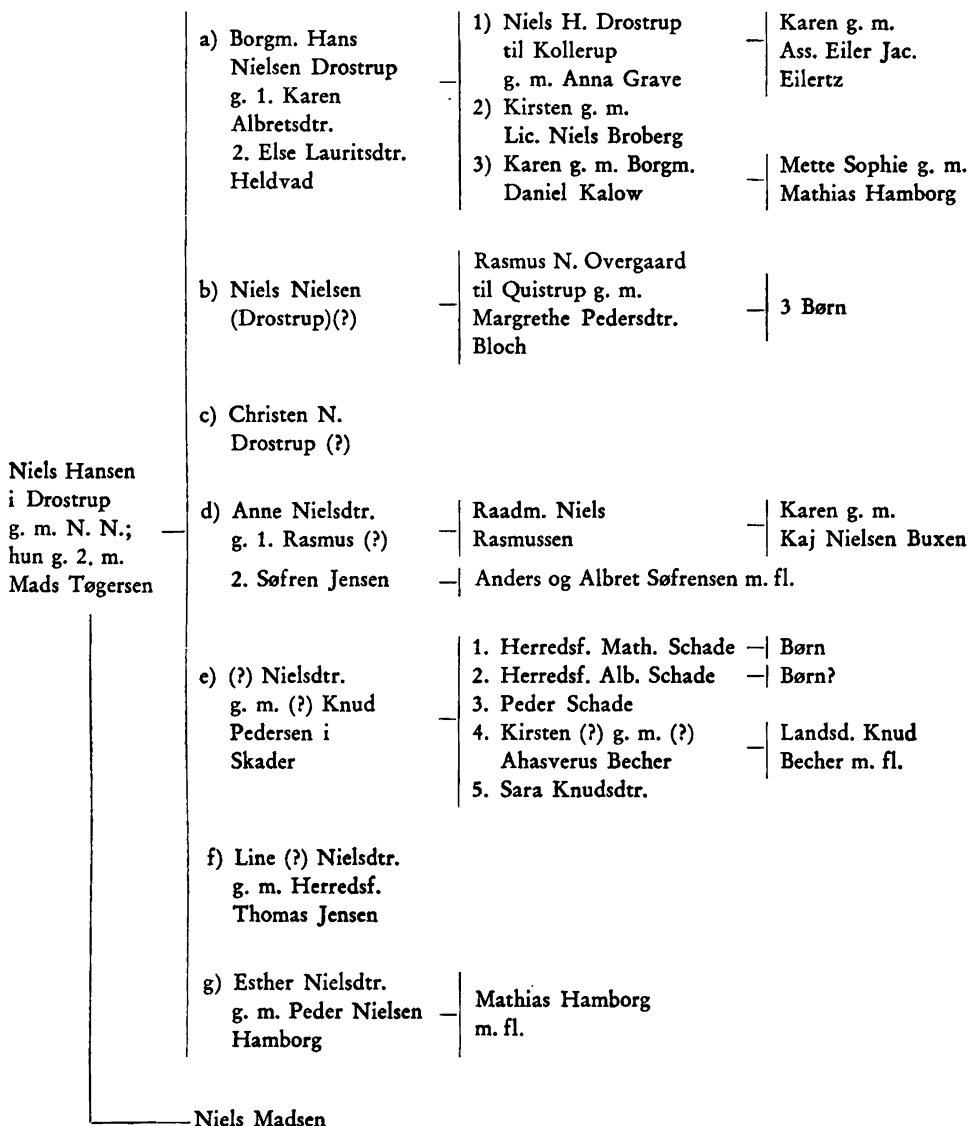 Niels Hansen
i Drostrup
g. m. N. N.;
hun g. 2. m.
Mads Tøgersen
a) Borgm. Hans
Nielsen Drostrup
g. 1. Karen
Albretsdtr.
2. Else Lauritsdtr.
Heldvad
1) Niels H. Drostrup
til Kollerup
g. m. Anna Grave
Karen g. m.
Ass. Eiler Jac.
Eilertz
2) Kirsten g. m.
Lic. Niels Broberg
3) Karen g. m. Borgm.
Daniel Kalow
Mette Sophie g. m.
Mathias Hamborg
b) Niels Nielsen
(Drostrup)(?)
Rasmus N. Overgaard
til Quistrup g. m.
Margrethe Pedersdtr.
Bloch
3 Børn
c) Christen N.
Drostrup (?)
d) Anne Nielsdtr.
g. 1. Rasmus (?)
Raadm. Niels
Rasmussen
Karen g. m.
Kaj Nielsen Buxen
2. Søfren Jensen
Anders og Albret Søfrensen m. fl.
e) (?) Nielsdtr.
g. m. (?) Knud
Pedersen i
Skader
1. Herredsf. Math. Schade
Børn
2. Herredsf. Alb. Schade
Børn?
3. Peder Schade
4. Kirsten (?) g. m. (?)
Ahasverus Becher
Landsd. Knud
Becher m. fl.
5. Sara Knudsdtr.
f) Line (?) Nielsdtr.
g. m. Herredsf.
Thomas Jensen
g) Esther Nielsdtr.
g. m. Peder Nielsen
Hamborg
Mathias Hamborg
m. fl.
Niels Madsen